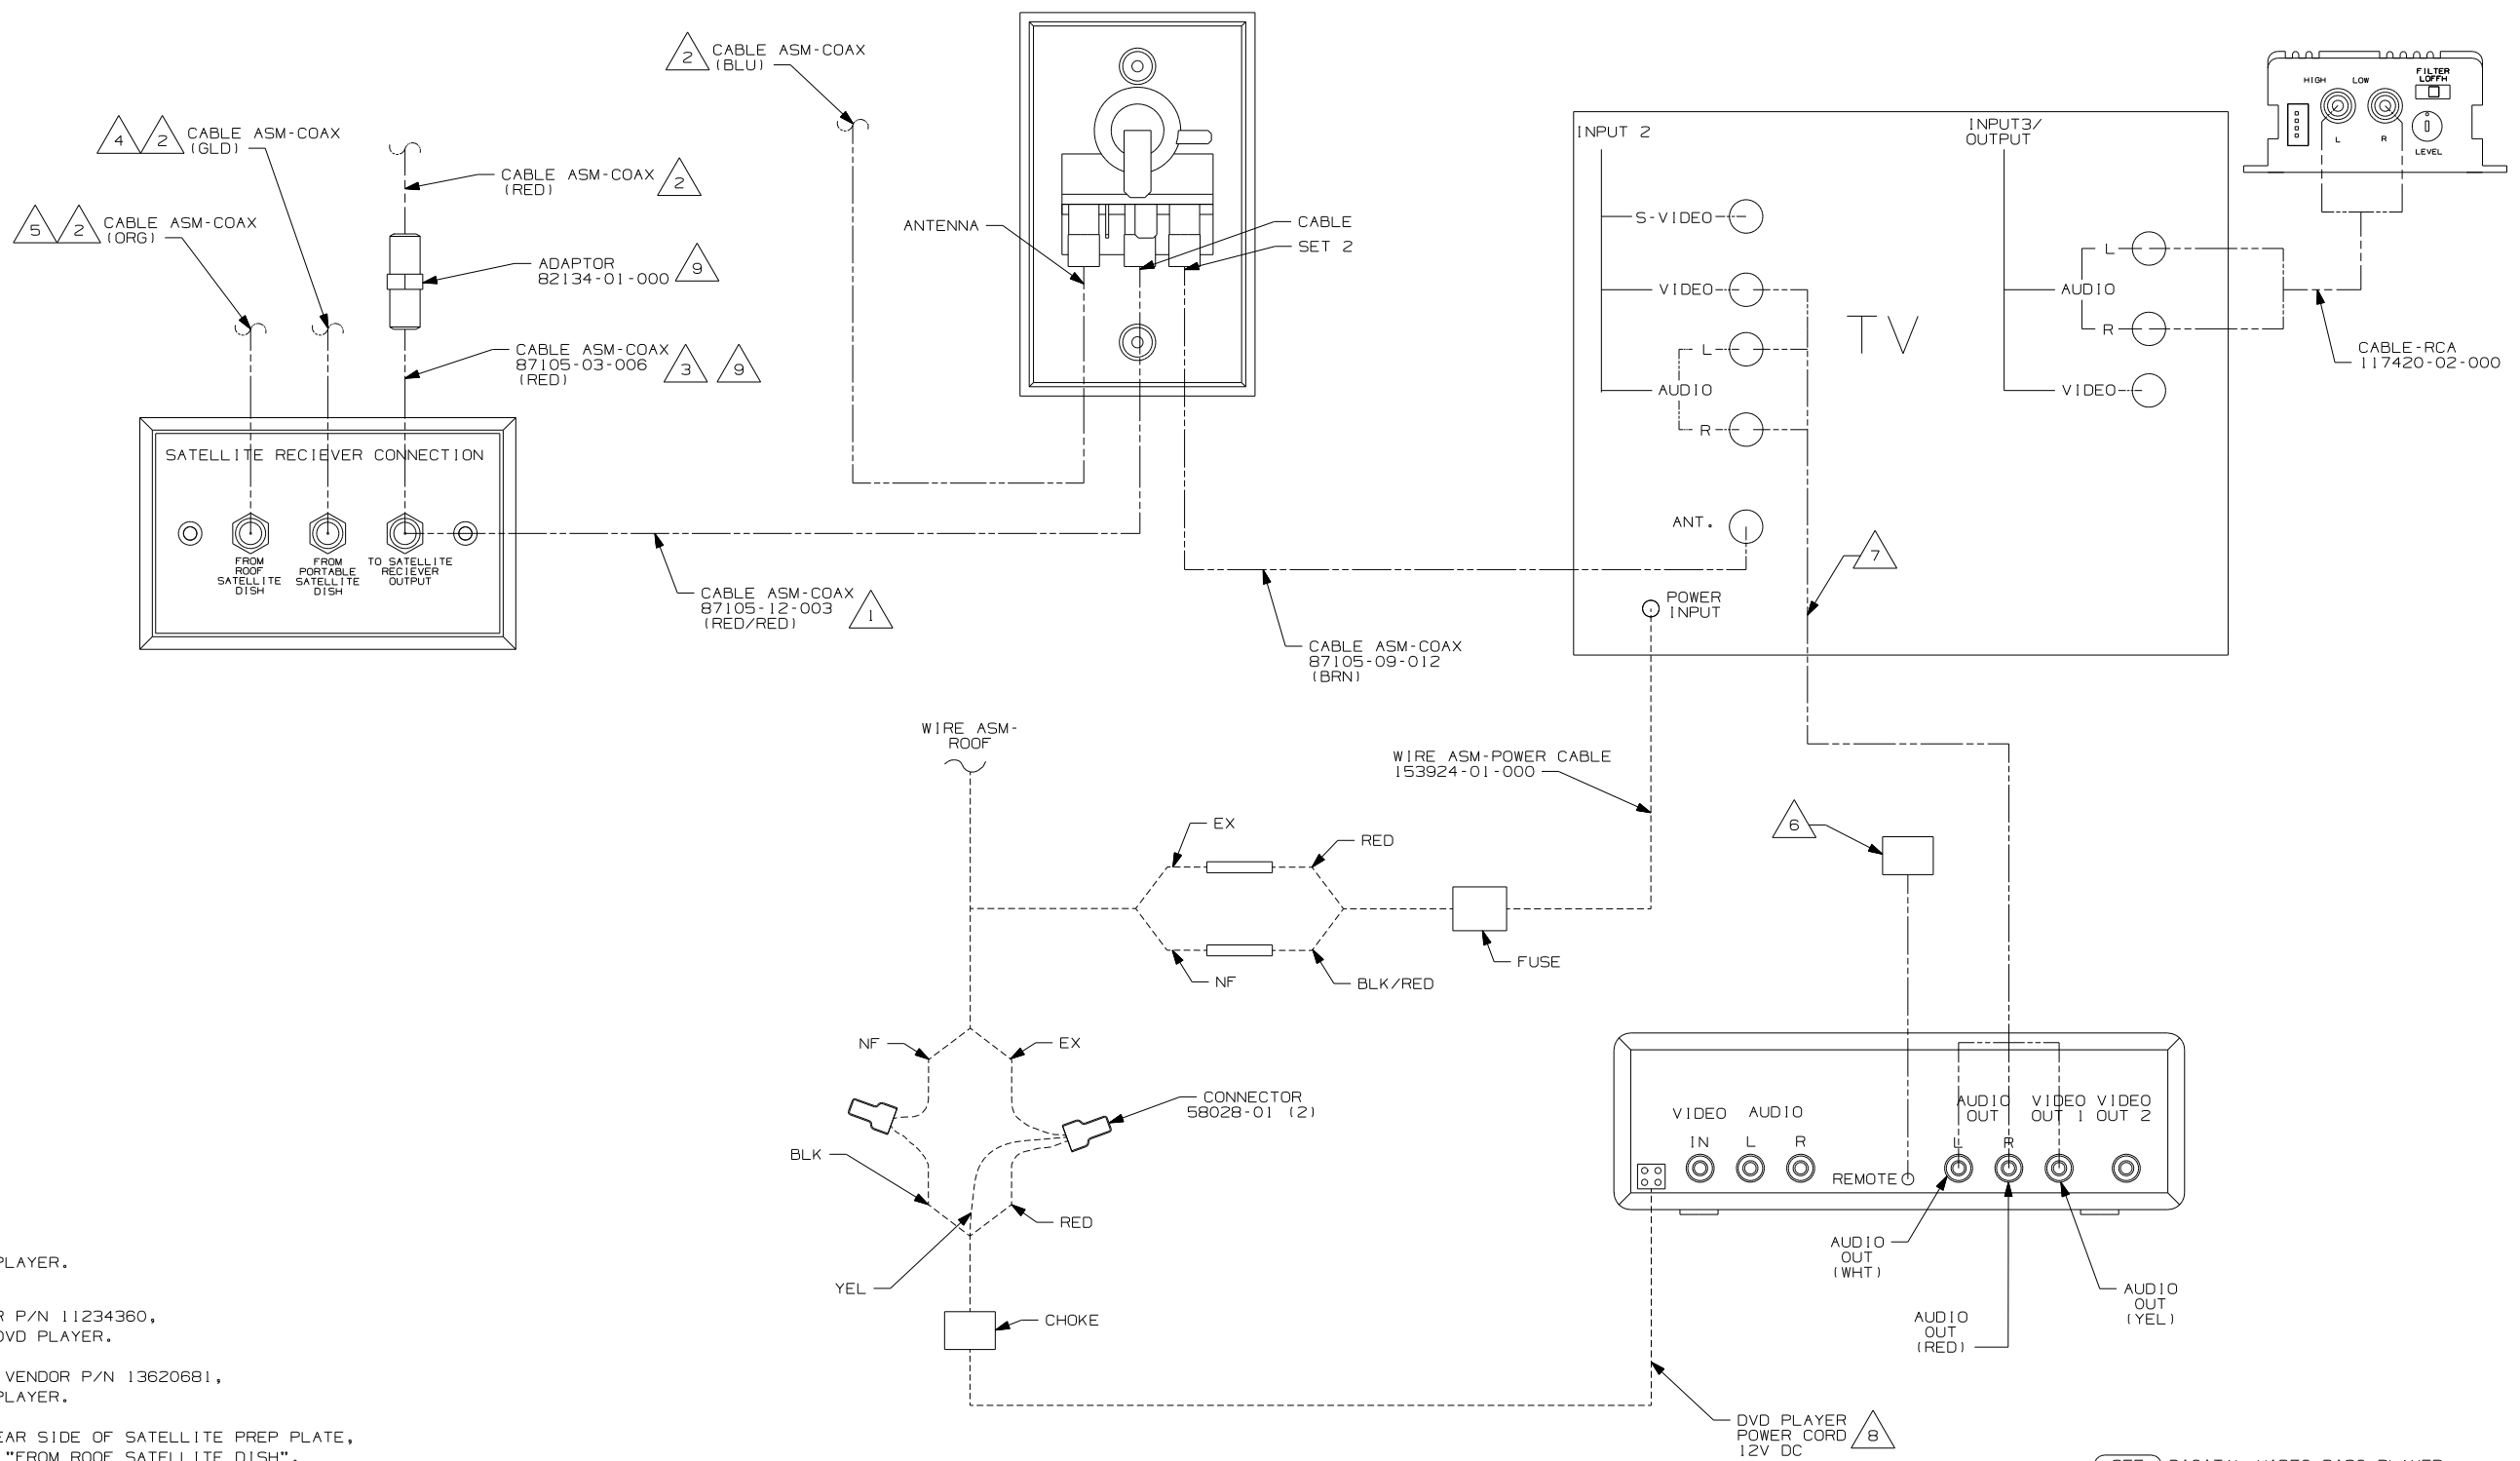 2
CABLE ASM-COAX
(BLU)
4
2
CABLE ASM-COAX
(GLD)
CABLE ASM-COAX
(RED)
2
5
2
CABLE ASM-COAX
(ORG)
ADAPTOR
82134-01-000
9
CABLE ASM-COAX
87105-03-006
(RED)
3
9
SATELLITE RECIEVER CONNECTION
FROM
ROOF
SATELLITE
DISH
FROM
PORTABLE
SATELLITE
DISH
TO SATELLITE
RECIEVER
OUTPUT
CABLE ASM-COAX
87105-12-003
(RED/RED)
1
ANTENNA
CABLE
SET 2
CABLE ASM-COAX
87105-09-012
(BRN)
INPUT 2
S-VIDEO
VIDEO
L
AUDIO
R
ANT.
POWER
INPUT
TV
INPUT3/
OUTPUT
L
AUDIO
R
VIDEO
7
HIGH
LOW
FILTER
LOFFH
L
R
LEVEL
CABLE-RCA
117420-02-000
WIRE ASM-
ROOF
WIRE ASM-POWER CABLE
153924-01-000
EX
RED
NF
BLK/RED
FUSE
6
NF
EX
CONNECTOR
58028-01 (2)
BLK
RED
YEL
CHOKE
VIDEO
AUDIO
IN
L
R
REMOTE
AUDIO
OUT
L
R
VIDEO
OUT 1
VIDEO
OUT 2
AUDIO
OUT
(WHT)
AUDIO
OUT
(RED)
AUDIO
OUT
(YEL)
DVD PLAYER
POWER CORD
12V DC
8
PLAYER.
R P/N 11234360,
DVD PLAYER.
VENDOR P/N 13620681,
PLAYER.
EAR SIDE OF SATELLITE PREP PLATE,
"FROM ROOF SATELLITE DISH".
DIGITAL VIDEO DISC PLAYER